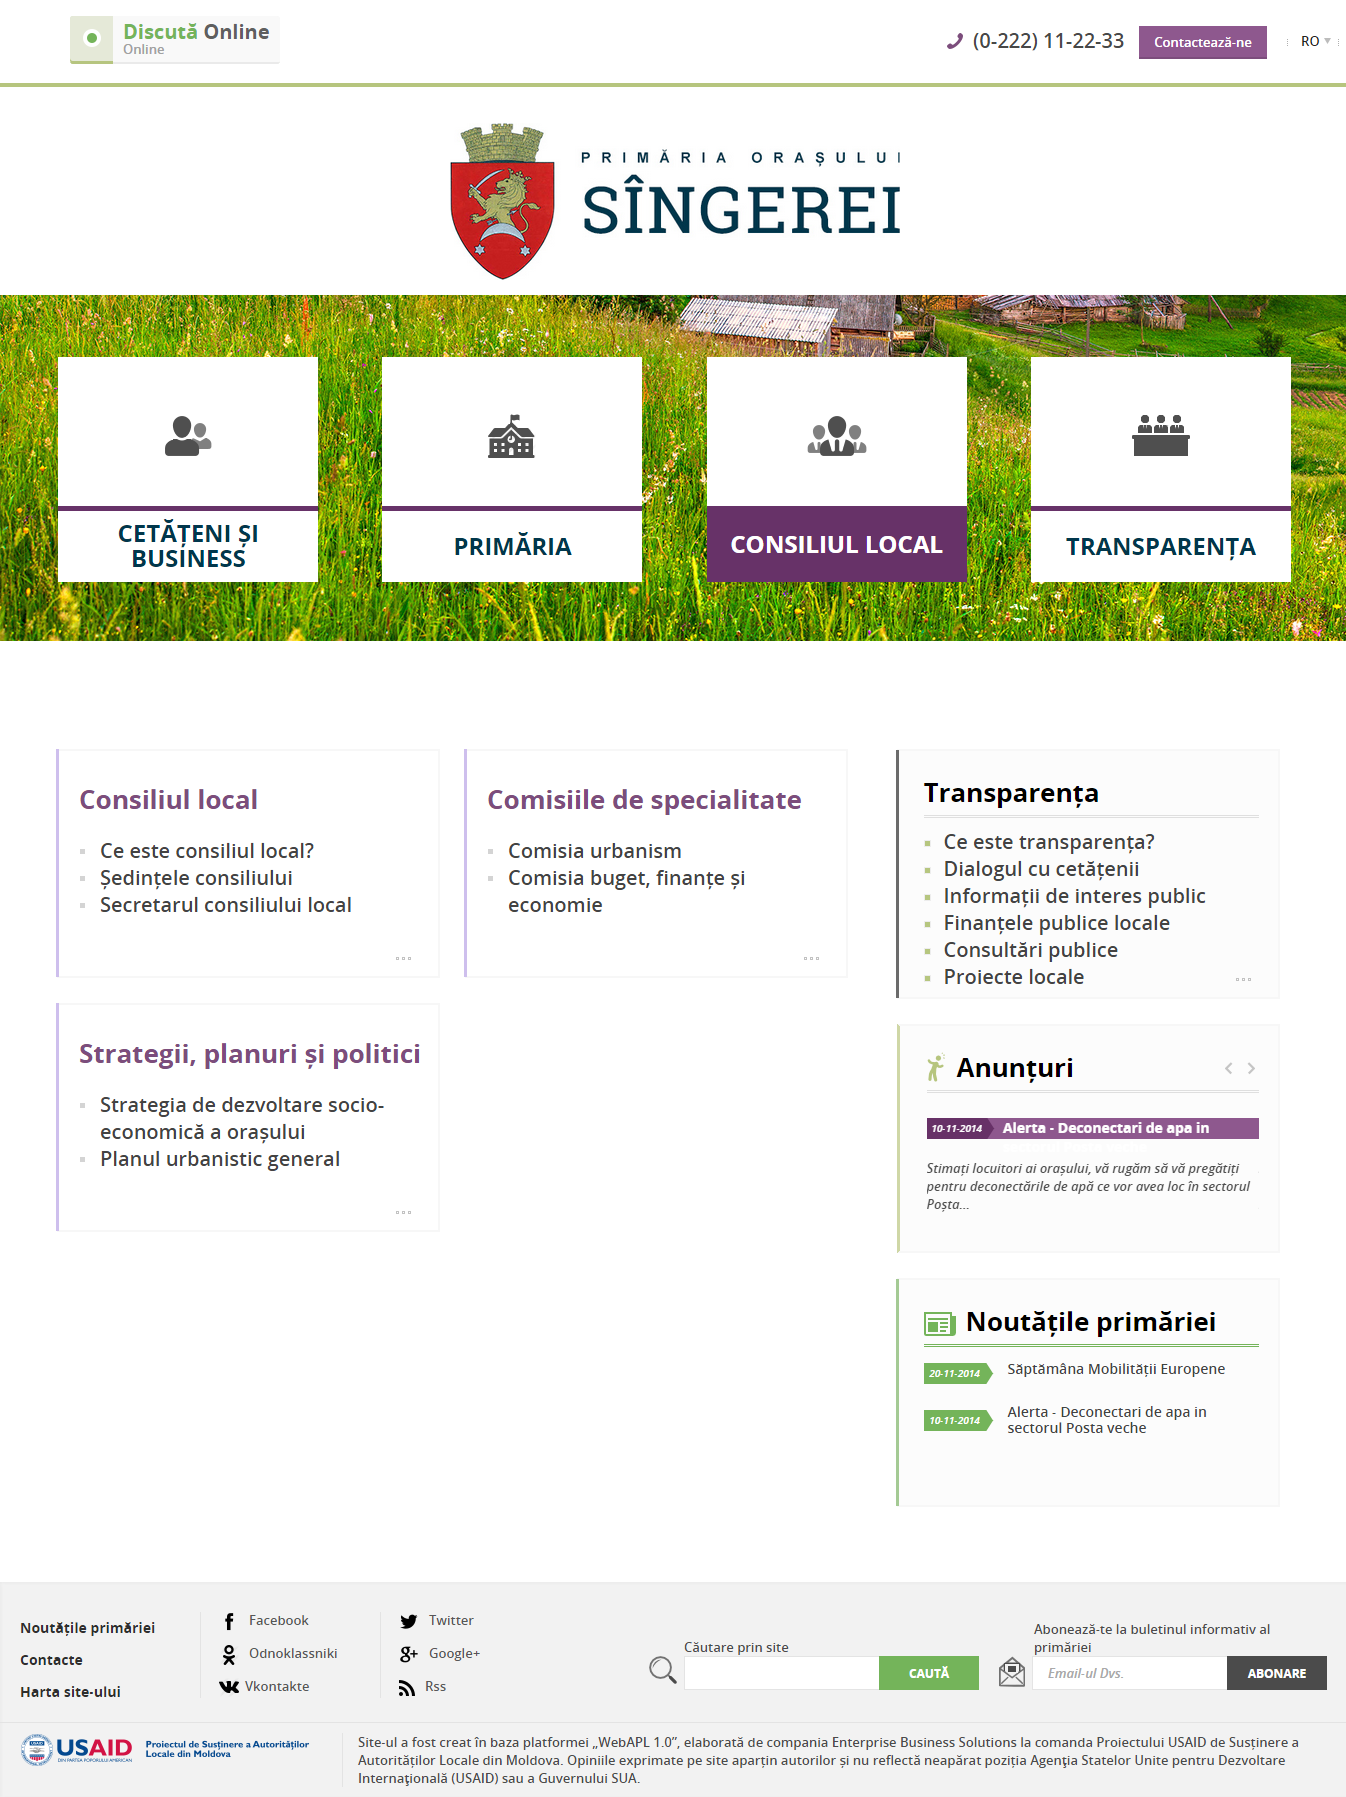 Discută Online
Online
(0-222) 11-22-33
Contactează-ne
RO
PRIMĂRIA ORAȘULUI
SÎNGEREI
CETĂȚENI ȘI
BUSINESS
PRIMĂRIA
CONSILIUL LOCAL
TRANSPARENȚA
Consiliul local
Ce este consiliul local?
Ședințele consiliului
Secretarul consiliului local
Comisiile de specialitate
Comisia urbanism
Comisia buget, finanțe și
economie
Strategii, planuri și politici
Strategia de dezvoltare socio-
economică a orașului
Planul urbanistic general
Transparența
Ce este transparența?
Dialogul cu cetățenii
Informații de interes public
Finanțele publice locale
Consultări publice
Proiecte locale
Anunțuri
10-11-2014 Alerta - Deconectari de apa in
Stimați locuitori ai orașului, vă rugăm să vă pregătiți
pentru deconectările de apă ce vor avea loc în sectorul
Poșta...
Noutățile primăriei
20-11-2014 Săptămâna Mobilității Europene
10-11-2014 Alerta - Deconectari de apa in
sectorul Posta veche
Noutățile primăriei
Contacte
Harta site-ului
Facebook
Odnoklassniki
Vkontakte
Twitter
Google+
Rss
Căutare prin site
CAUTĂ
Abonează-te la buletinul informativ al
primăriei
Email-ul Dvs.
ABONARE
USAID
DIN PARTEA POPORULUI AMERICAN
Proiectul de Susținere a Autorităților
Locale din Moldova
Site-ul a fost creat în baza platformei „WebAPL 1.0”, elaborată de compania Enterprise Business Solutions la comanda Proiectului USAID de Susținere a
Autorităților Locale din Moldova. Opiniile exprimate pe site aparțin autorilor și nu reflectă neapărat poziția Agenţia Statelor Unite pentru Dezvoltare
Internaţională (USAID) sau a Guvernului SUA.